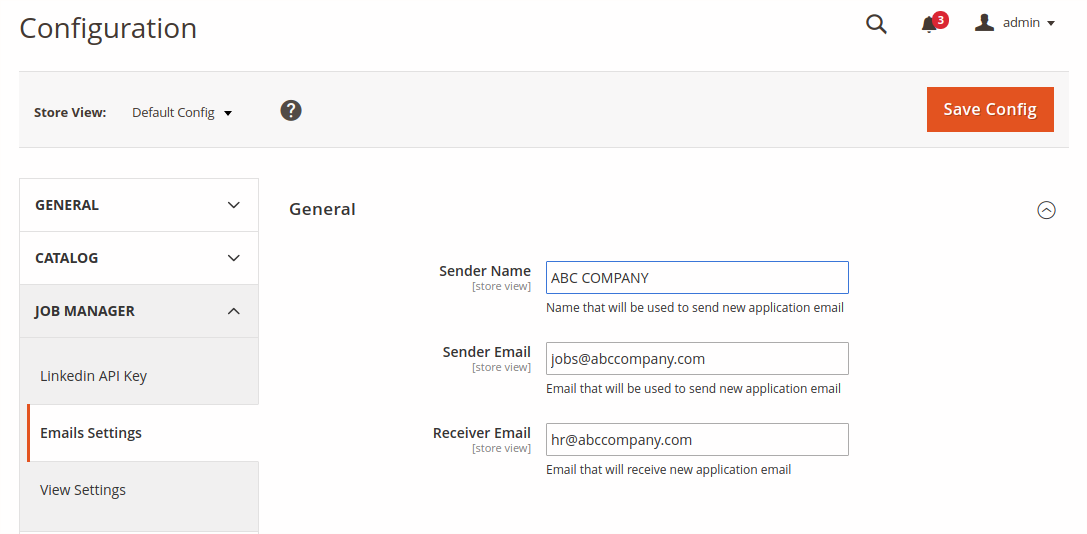 Configuration
3
admin
Store View:
Default Config
?
Save Config
GENERAL
CATALOG
JOB MANAGER
Linkedin API Key
Emails Settings
View Settings
General
Sender Name
[store view]
ABC COMPANY
Name that will be used to send new application email
Sender Email
[store view]
jobs@abccompany.com
Email that will be used to send new application email
Receiver Email
[store view]
hr@abccompany.com
Email that will receive new application email